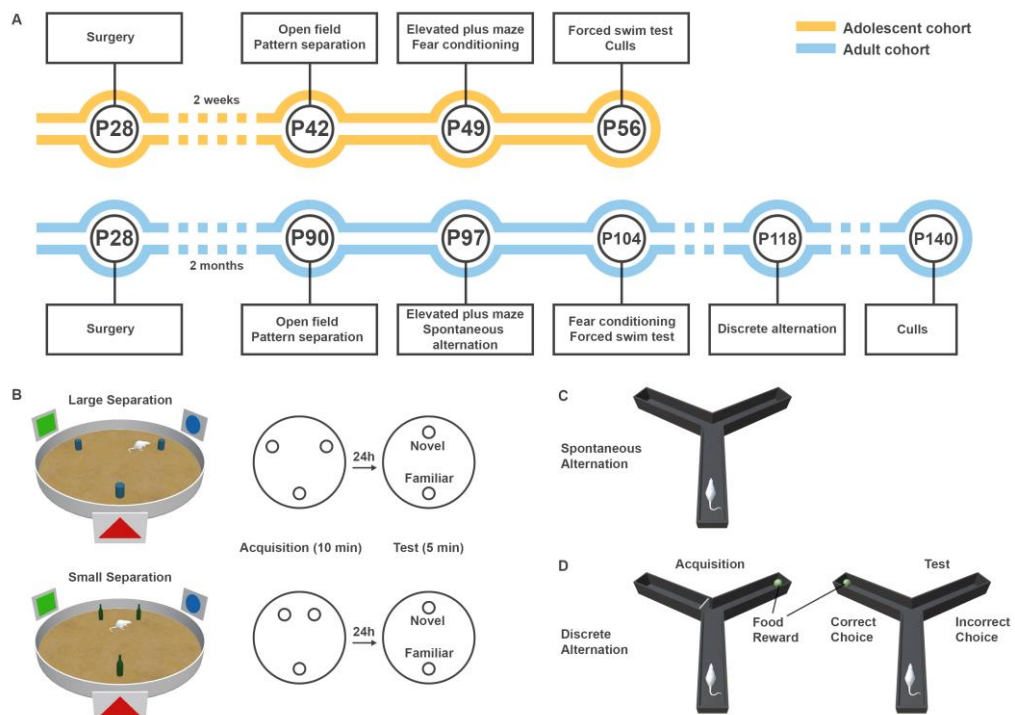 A
Surgery
Open field
Pattern separation
Elevated plus maze
Fear conditioning
Forced swim test
Culls
Adolescent cohort
Adult cohort
2 weeks
P28
P42
P49
P56
P28
P90
P97
P104
P118
P140
2 months
Surgery
Open field
Pattern separation
Elevated plus maze
Spontaneous
alternation
Fear conditioning
Forced swim test
Discrete alternation
Culls
B
Large Separation
24h
Novel
Familiar
Acquisition (10 min)
Test (5 min)
Small Separation
24h
Novel
Familiar
C
Spontaneous
Alternation
D
Acquisition
Test
Discrete
Alternation
Food
Reward
Correct
Choice
Incorrect
Choice